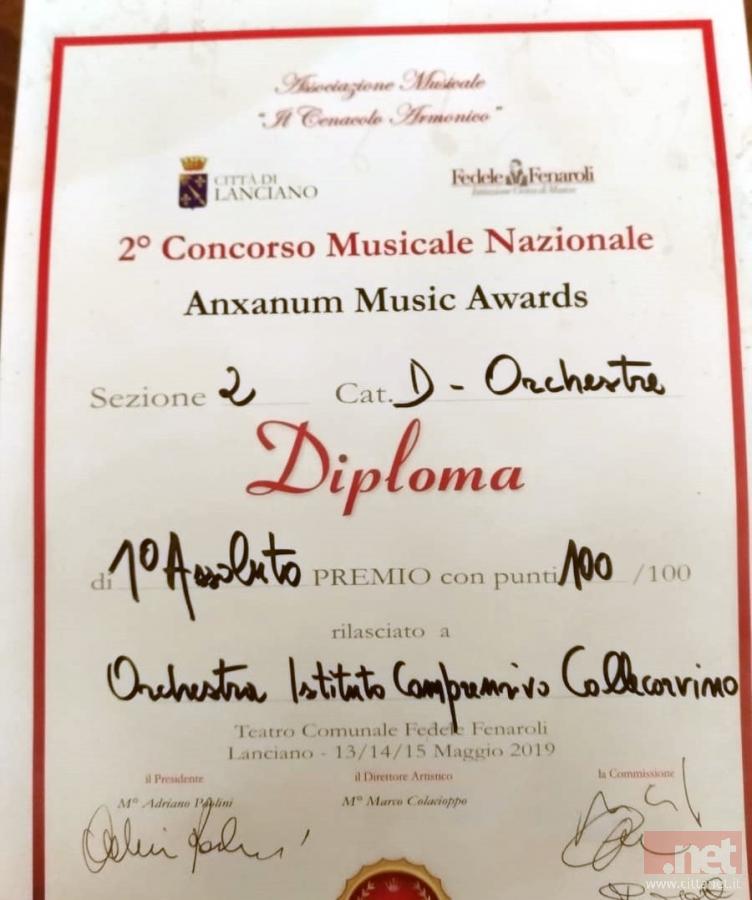 Associazione Musicale
"Il Cenacolo Armonico"
CITTÀ DI
LANCIANO
Fedele Fenaroli
2° Concorso Musicale Nazionale
Anxanum Music Awards
Sezione 2 Cat. D - Orchestre
Diploma
di 1° Assoluto PREMIO con punti 100 /100
rilasciato a
Orchestra Istituto Comprensivo Collecorvino
Teatro Comunale Fedele Fenaroli
Lanciano - 13/14/15 Maggio 2019
il Presidente il Direttore Artistico la Commissione
M° Adriano Paolini M° Marco Colacioppo
.net
www.cittanet.it